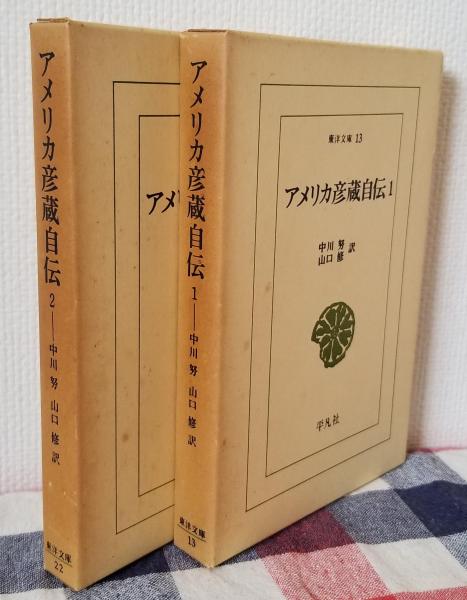 アメリカ彦蔵自伝 2──中川 努 山口 修 訳
東洋文庫
22
アメ
アメリカ彦蔵自伝 1──中川 努 山口 修 訳
東洋文庫
13
東洋文庫 13
アメリカ彦蔵自伝1
中川 努
山口 修 訳
平凡社